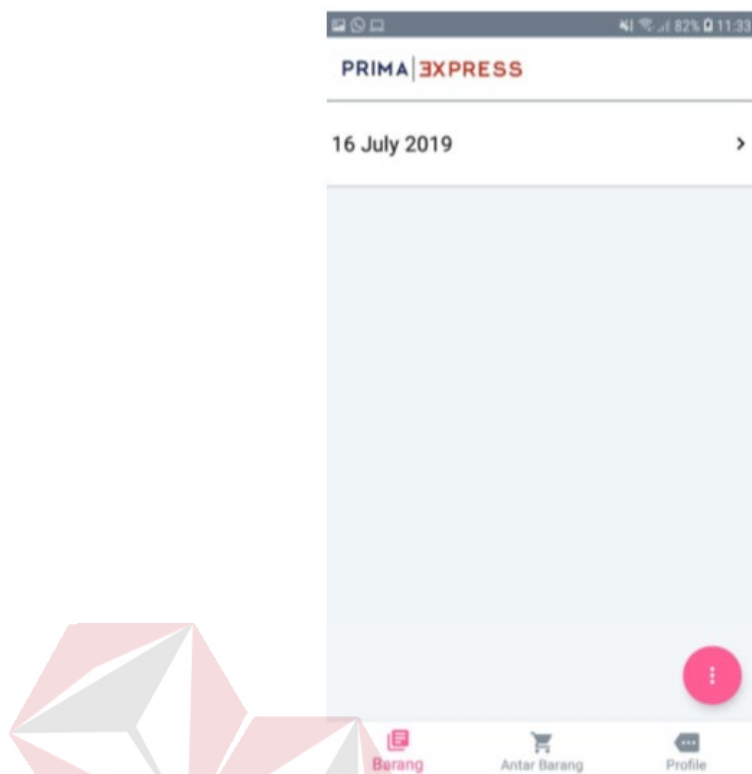 82% 11:33
PRIMA EXPRESS
16 July 2019
Barang
Antar Barang
Profile